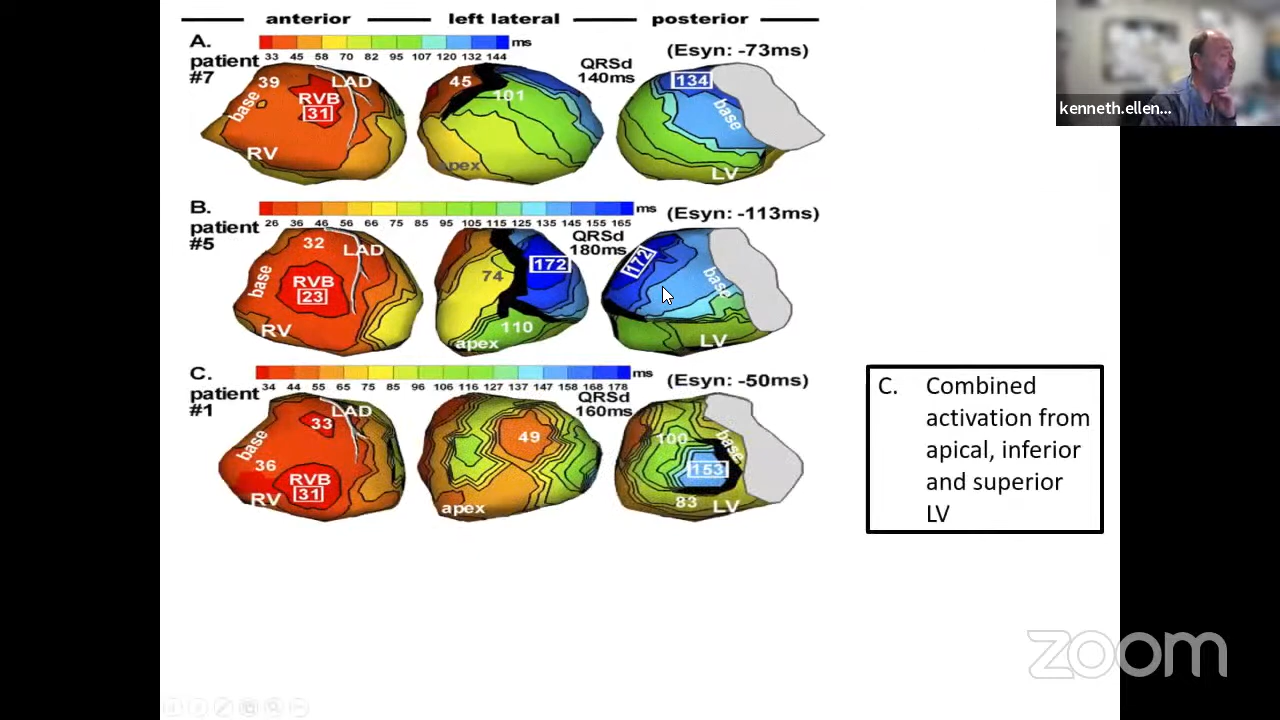 anterior left lateral posterior
A.
patient
#7
ms
33 45 58 70 82 95 107 120 132 144
QRSd
140ms
(Esyn: -73ms)
39
LAD
RVB
31
base
RV
45
101
apex
134
base
LV
B.
patient
#5
ms
26 36 46 56 66 75 85 95 105 115 125 135 145 155 165
QRSd
180ms
(Esyn: -113ms)
32
LAD
base
RVB
23
RV
74
172
110
apex
172
base
LV
C.
patient
#1
ms
34 44 55 65 75 85 96 106 116 127 137 147 158 168 178
QRSd
160ms
(Esyn: -50ms)
LAD
33
base
36
RVB
31
RV
49
apex
100
base
153
83
LV
C. Combined
activation from
apical, inferior
and superior
LV
kenneth.ellen...
zoom